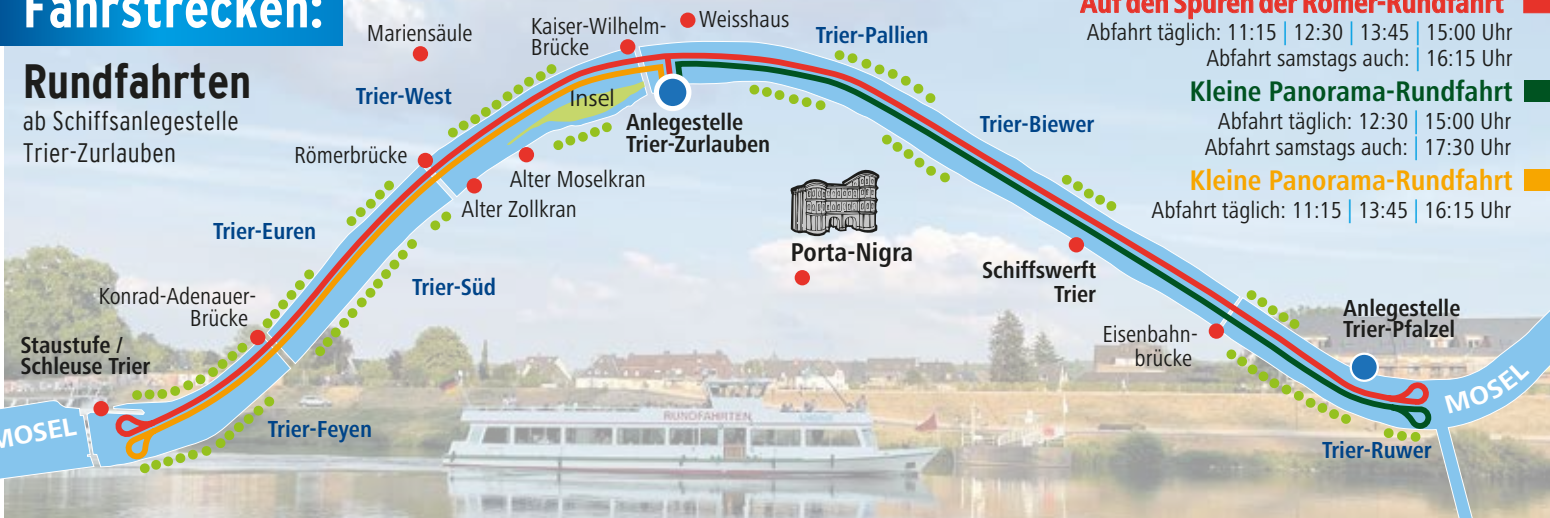 Fahrstrecken:
Rundfahrten
ab Schiffsanlegestelle
Trier-Zurlauben
Mariensäule
Kaiser-Wilhelm-
Brücke
Weisshaus
Trier-Pallien
Trier-West
Insel
Anlegestelle
Trier-Zurlauben
Römerbrücke
Alter Moselkran
Alter Zollkran
Trier-Biewer
Trier-Euren
Trier-Süd
Porta-Nigra
Schiffswerft
Trier
Konrad-Adenauer-
Brücke
Staustufe /
Schleuse Trier
Eisenbahn-
brücke
Anlegestelle
Trier-Pfalzel
MOSEL
Trier-Feyen
RUNDFAHRTEN
MOSEL
Trier-Ruwer
Auf den Spuren der Römer-Rundfahrt
Abfahrt täglich: 11:15 | 12:30 | 13:45 | 15:00 Uhr
Abfahrt samstags auch: | 16:15 Uhr
Kleine Panorama-Rundfahrt
Abfahrt täglich: 12:30 | 15:00 Uhr
Abfahrt samstags auch: | 17:30 Uhr
Kleine Panorama-Rundfahrt
Abfahrt täglich: 11:15 | 13:45 | 16:15 Uhr